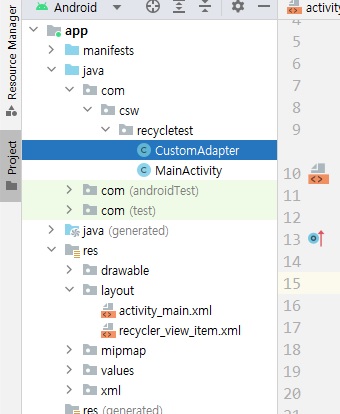 Android
activity
Resource Manager
Project
app
manifests
java
com
csw
recycletest
CustomAdapter
MainActivity
com (androidTest)
com (test)
java (generated)
res
drawable
layout
activity_main.xml
recycler_view_item.xml
mipmap
values
xml
res (generated)
4
5
6
7
8
9
10
11
12
13
14
15
16
17
18
19
20
21